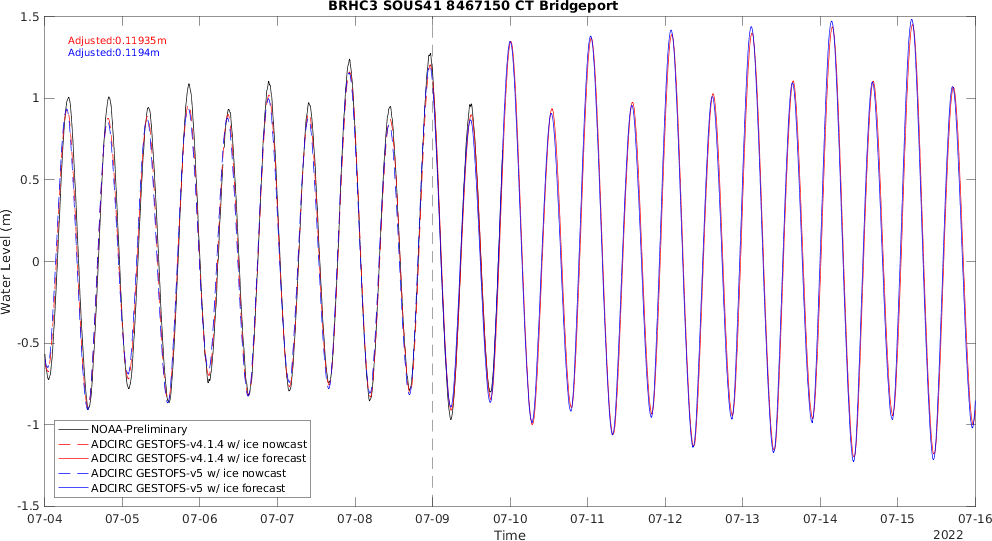 BRHC3 SOUS41 8467150 CT Bridgeport
Adjusted:0.11935m
Adjusted:0.1194m
1.5
1
0.5
0
-0.5
-1
-1.5
Water Level (m)
NOAA-Preliminary
ADCIRC GESTOFS-v4.1.4 w/ ice nowcast
ADCIRC GESTOFS-v4.1.4 w/ ice forecast
ADCIRC GESTOFS-v5 w/ ice nowcast
ADCIRC GESTOFS-v5 w/ ice forecast
07-04 07-05 07-06 07-07 07-08 07-09 07-10 07-11 07-12 07-13 07-14 07-15 07-16
Time
2022